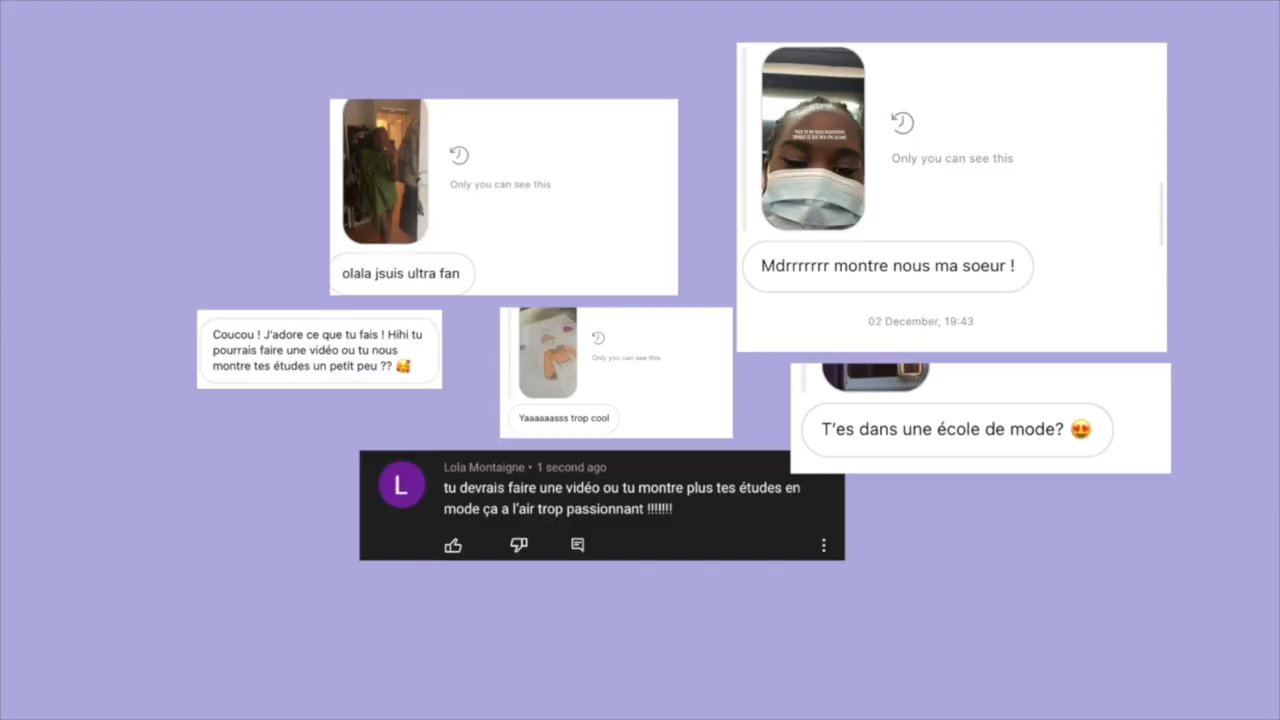 Only you can see this
olala jsuis ultra fan
Only you can see this
Mdrrrrrrr montre nous ma soeur !
02 December, 19:43
Coucou ! J'adore ce que tu fais ! Hihi tu
pourrais faire une vidéo ou tu nous
montre tes études un petit peu ?? 🥰
Only you can see this
Yaaaaaasss trop cool
T'es dans une école de mode? 😍
L
Lola Montaigne • 1 second ago
tu devrais faire une vidéo ou tu montre plus tes études en
mode ça a l'air trop passionnant !!!!!!!